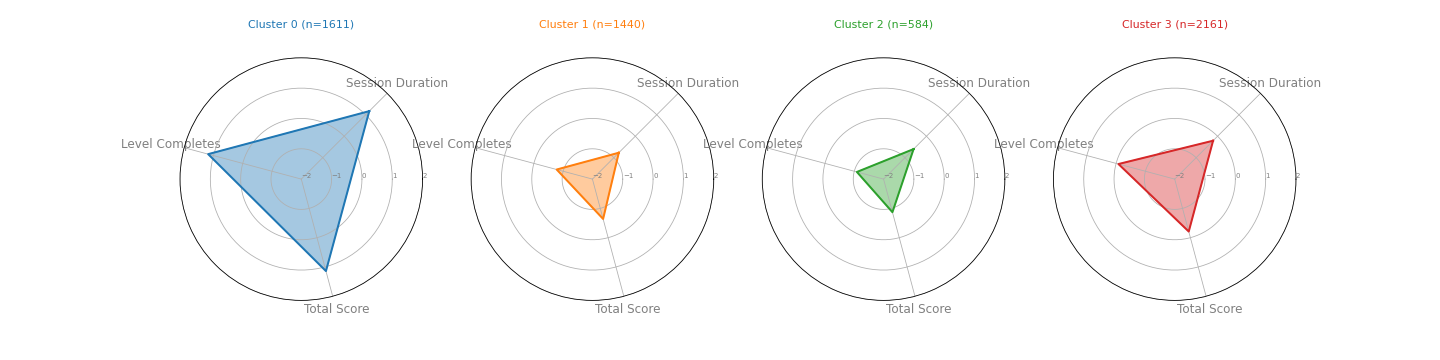 Cluster 0 (n=1611)
Session Duration
Level Completes
−2 −1 0 1 2
Total Score
Cluster 1 (n=1440)
Session Duration
Level Completes
−2 −1 0 1 2
Total Score
Cluster 2 (n=584)
Session Duration
Level Completes
−2 −1 0 1 2
Total Score
Cluster 3 (n=2161)
Session Duration
Level Completes
−2 −1 0 1 2
Total Score